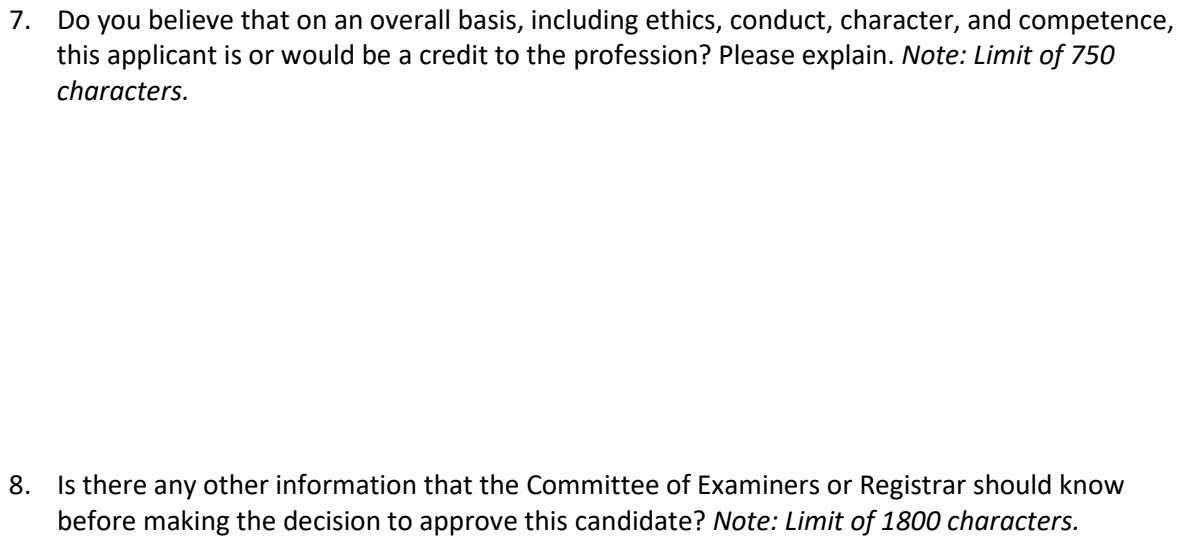 7. Do you believe that on an overall basis, including ethics, conduct, character, and competence,
this applicant is or would be a credit to the profession? Please explain. Note: Limit of 750
characters.
8. Is there any other information that the Committee of Examiners or Registrar should know
before making the decision to approve this candidate? Note: Limit of 1800 characters.